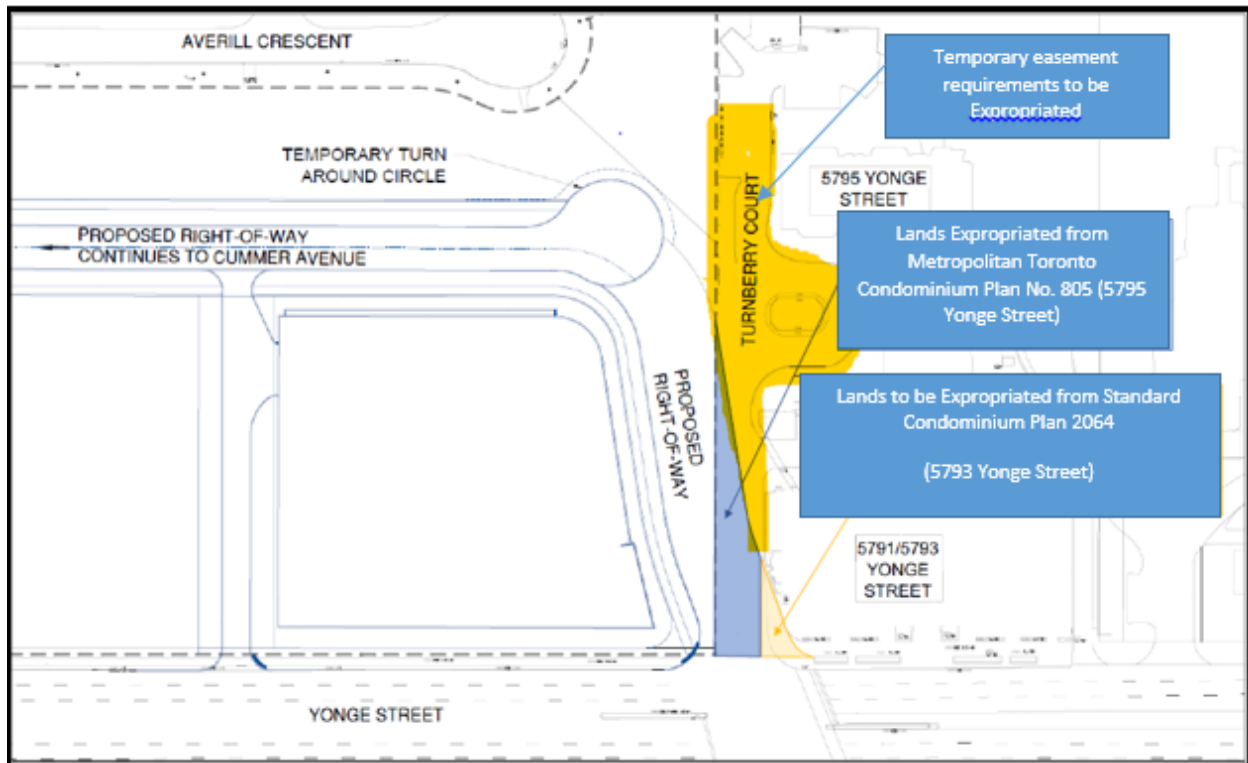 AVERILL CRESCENT
Temporary easement
requirements to be
Exoropriated
TEMPORARY TURN
AROUND CIRCLE
5795 YONGE
STREET
TURNBERRY COURT
PROPOSED RIGHT-OF-WAY
CONTINUES TO CUMMER AVENUE
Lands Expropriated from
Metropolitan Toronto
Condominium Plan No. 805 (5795
Yonge Street)
PROPOSED
RIGHT-OF-WAY
Lands to be Expropriated from Standard
Condominium Plan 2064
(5793 Yonge Street)
5791/5793
YONGE
STREET
YONGE STREET